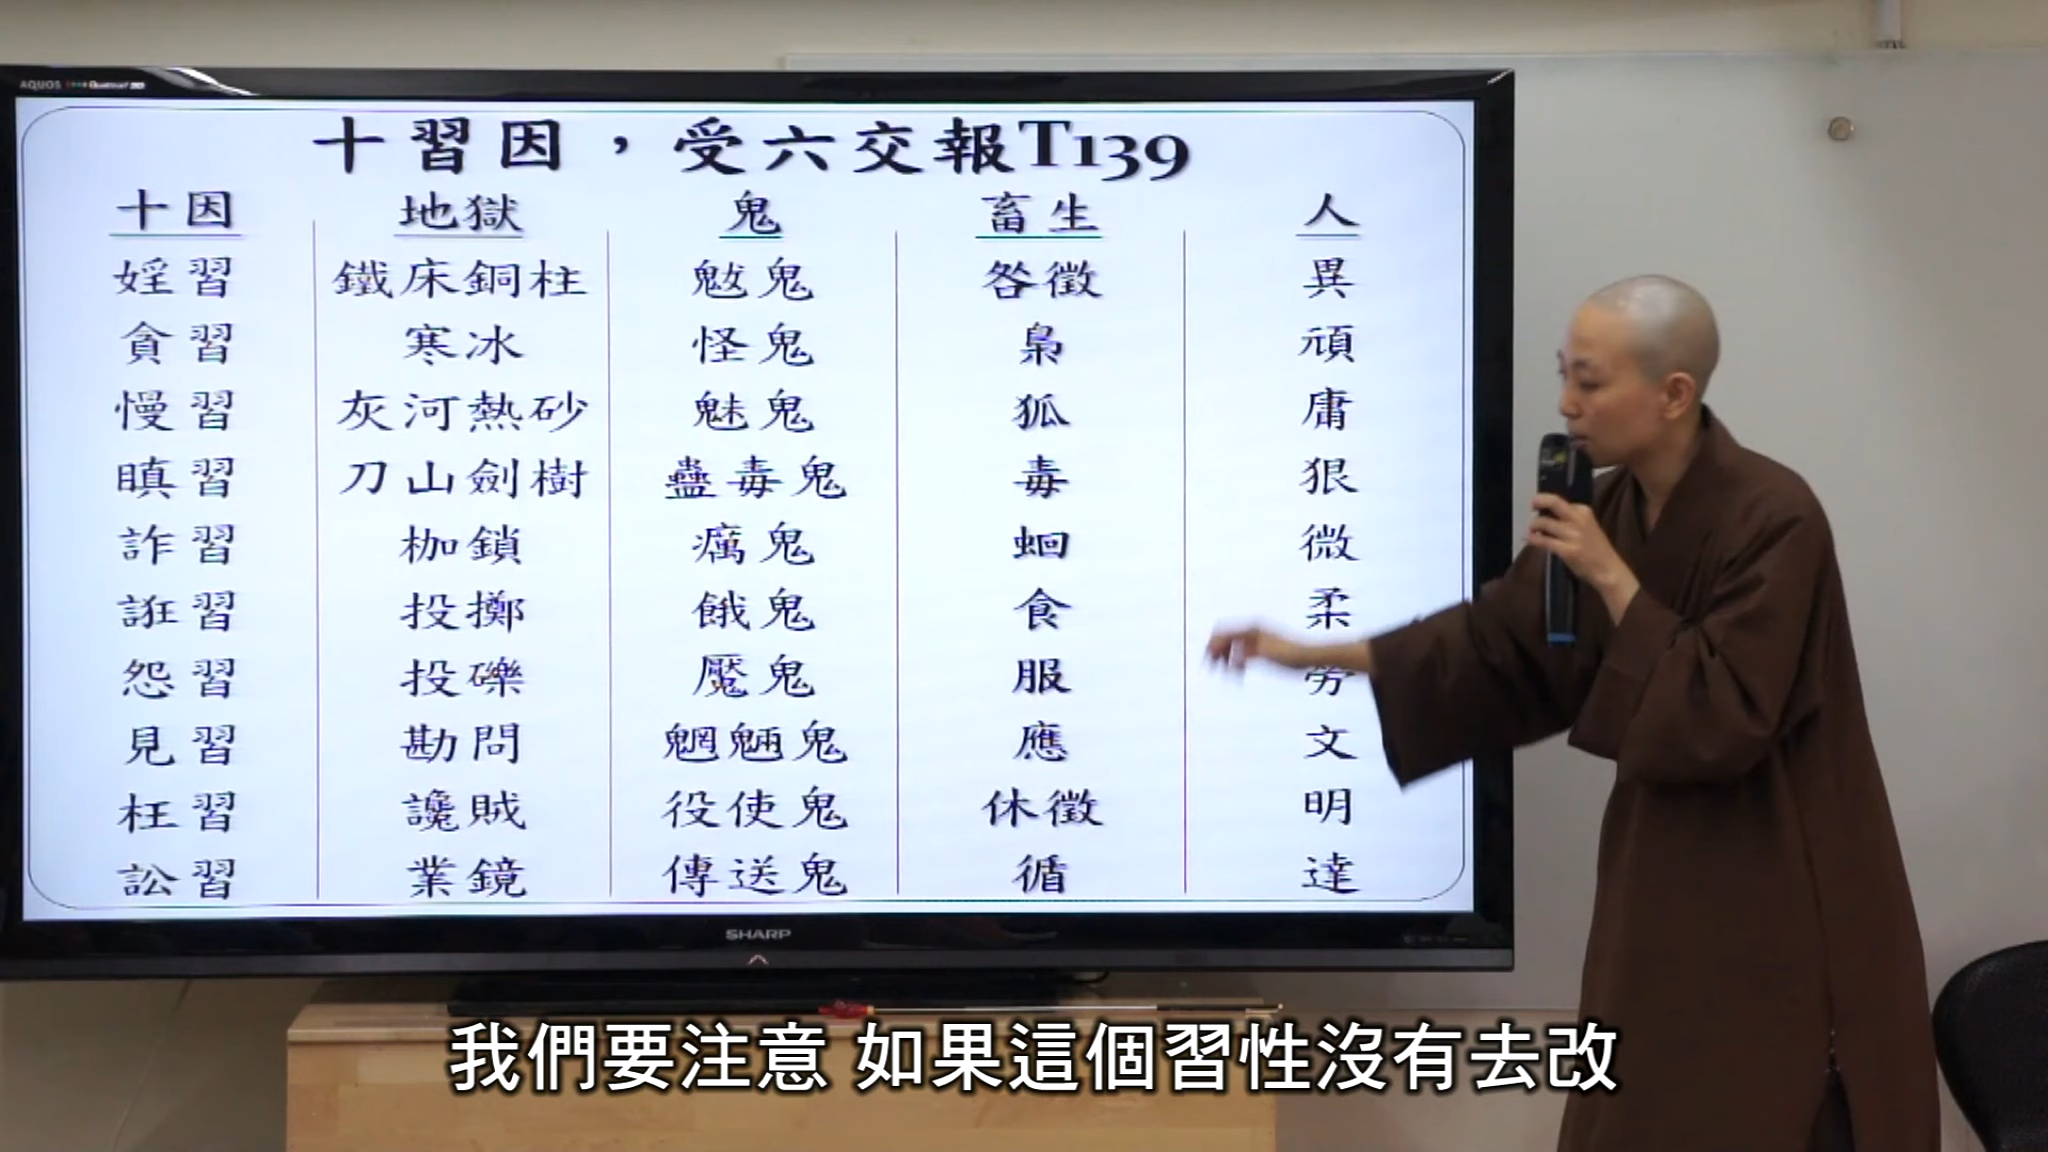 AQUOS
十習因，受六交報T139
十因 地獄 鬼 畜生 人
婬習 鐵床銅柱 魃鬼 咎徵 異
貪習 寒冰 怪鬼 梟 頑
慢習 灰河熱砂 魅鬼 狐 庸
瞋習 刀山劍樹 蠱毒鬼 毒 狠
詐習 枷鎖 癘鬼 蛔 微
誑習 投擲 餓鬼 食 柔
怨習 投礫 魘鬼 服 劳
見習 勘問 魍魎鬼 應 文
枉習 讒賊 役使鬼 休徵 明
訟習 業鏡 傳送鬼 循 達
SHARP
我們要注意 如果這個習性沒有去改